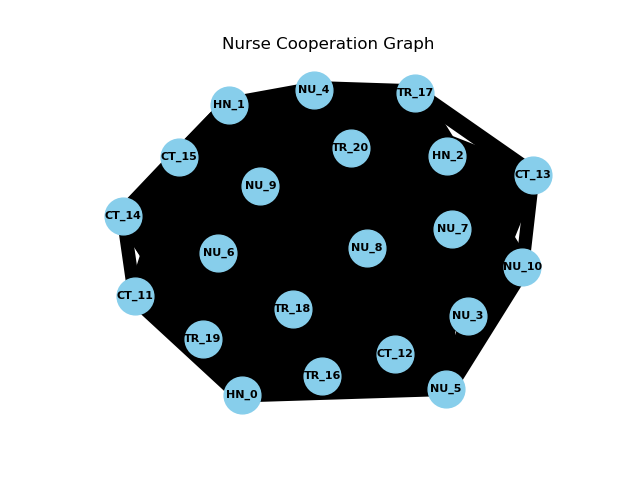 Nurse Cooperation Graph
NU_4
TR_17
HN_1
TR_20
HN_2
CT_15
CT_13
NU_9
CT_14
NU_7
NU_8
NU_6
NU_10
CT_11
TR_18
NU_3
TR_19
CT_12
TR_16
NU_5
HN_0